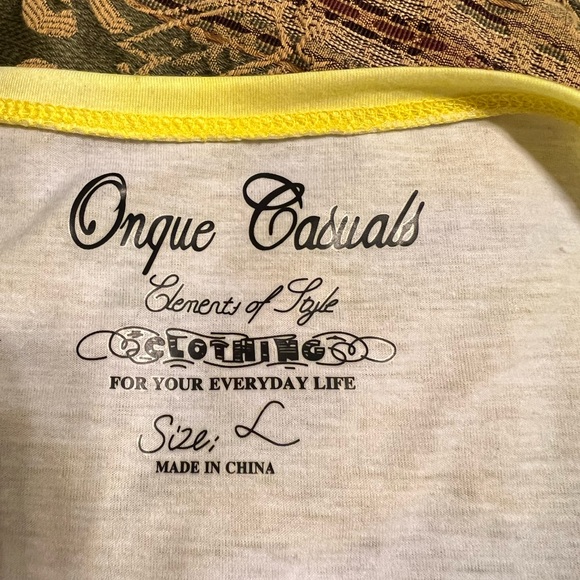 Onque Casuals
Elements of Style
CLOTHING
FOR YOUR EVERYDAY LIFE
Size: L
MADE IN CHINA